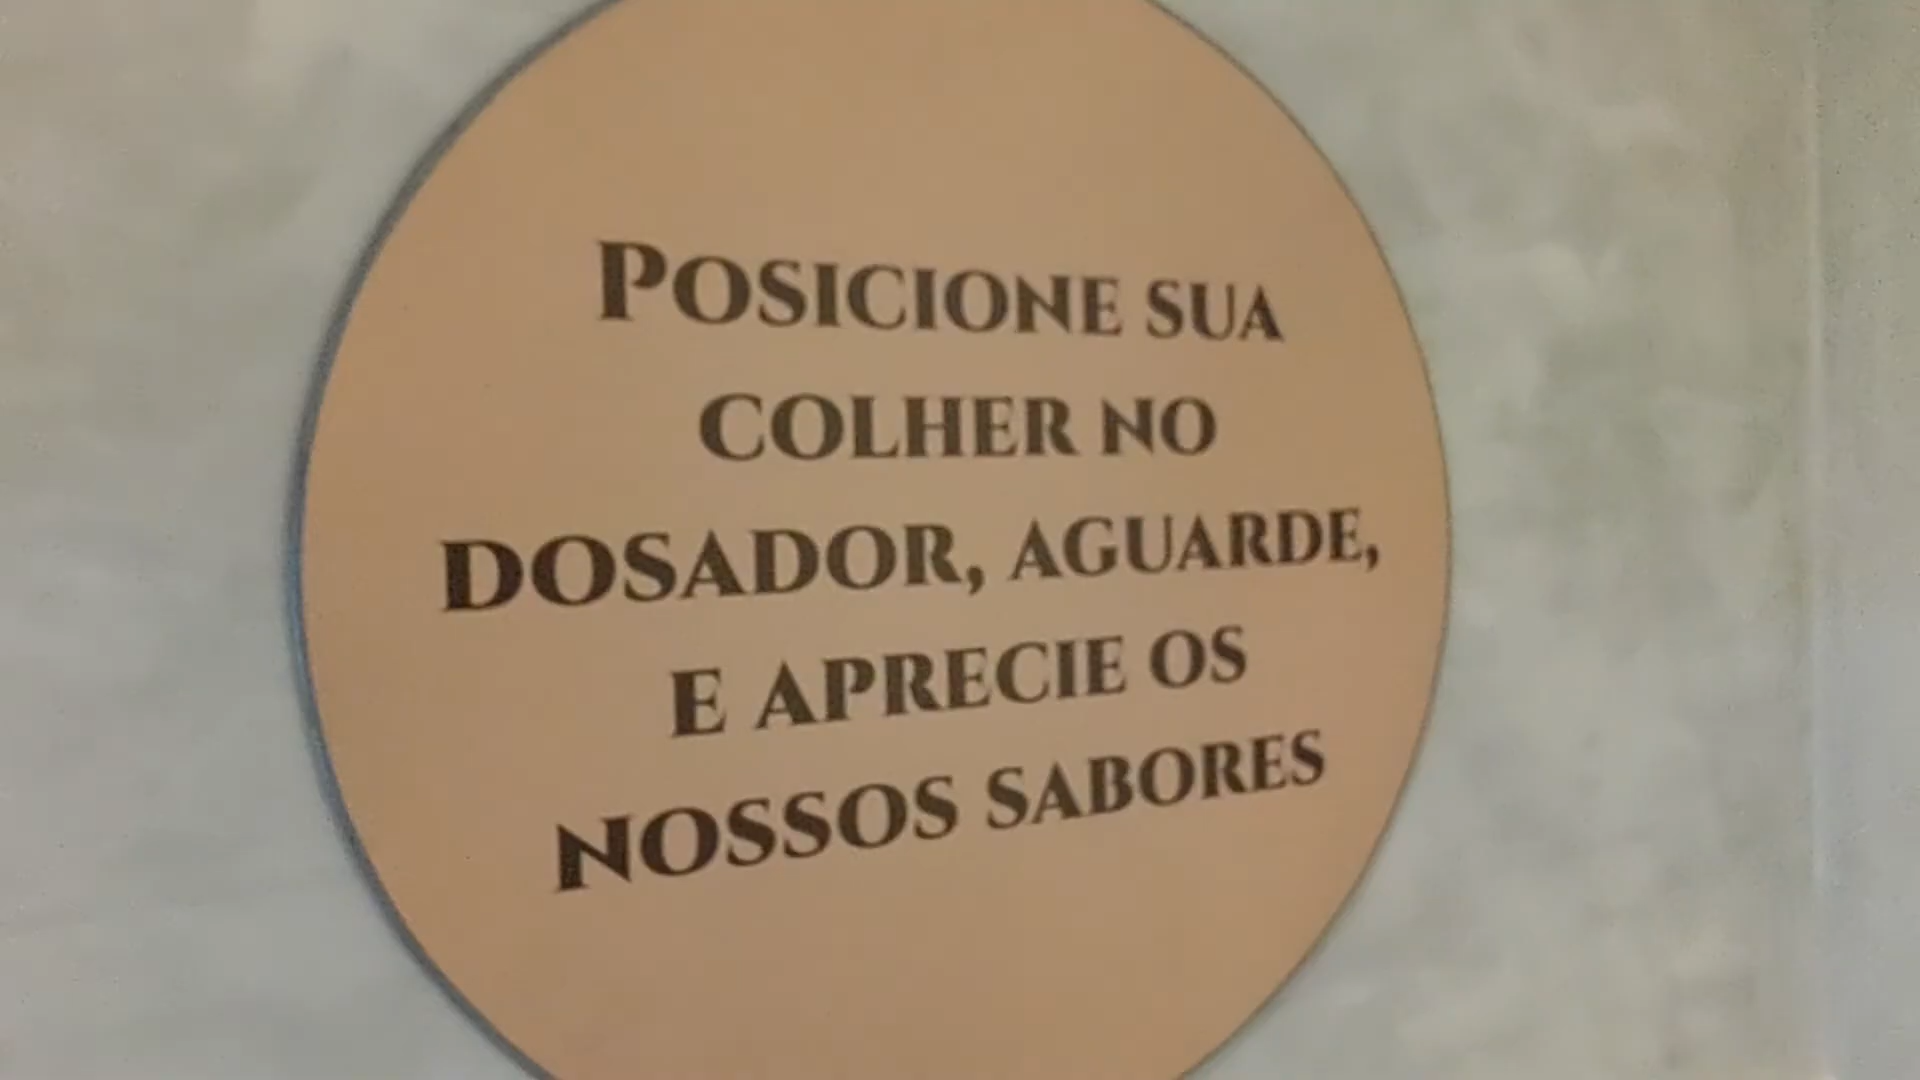 POSICIONE SUA
COLHER NO
DOSADOR, AGUARDE,
E APRECIE OS
NOSSOS SABORES